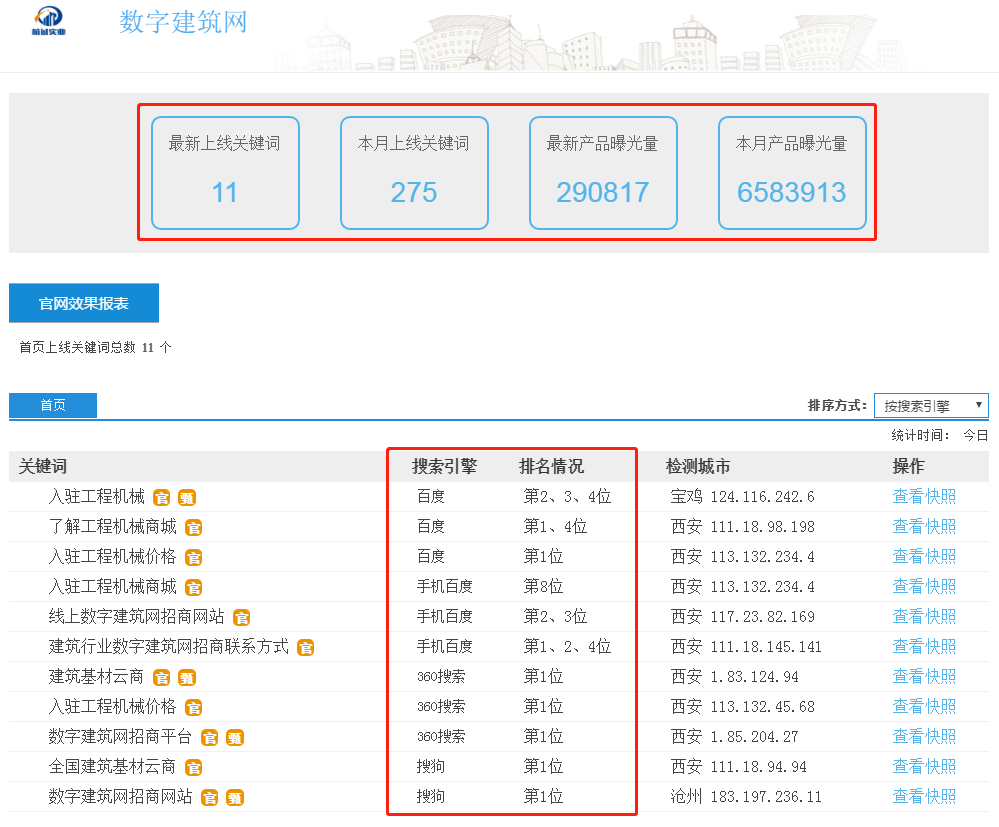 杭诚实业
数字建筑网
最新上线关键词 本月上线关键词 最新产品曝光量 本月产品曝光量
11 275 290817 6583913
官网效果报表
首页上线关键词总数 11 个
首页 排序方式: 按搜索引擎
统计时间: 今日
关键词 搜索引擎 排名情况 检测城市 操作
入驻工程机械 官 甄 百度 第2、3、4位 宝鸡 124.116.242.6 查看快照
了解工程机械商城 官 百度 第1、4位 西安 111.18.98.198 查看快照
入驻工程机械价格 官 百度 第1位 西安 113.132.234.4 查看快照
入驻工程机械商城 官 手机百度 第8位 西安 113.132.234.4 查看快照
线上数字建筑网招商网站 官 手机百度 第2、3位 西安 117.23.82.169 查看快照
建筑行业数字建筑网招商联系方式 官 手机百度 第1、2、4位 西安 111.18.145.141 查看快照
建筑基材云商 官 甄 360搜索 第1位 西安 1.83.124.94 查看快照
入驻工程机械价格 官 360搜索 第1位 西安 113.132.45.68 查看快照
数字建筑网招商平台 官 甄 360搜索 第1位 西安 1.85.204.27 查看快照
全国建筑基材云商 官 搜狗 第1位 西安 111.18.94.94 查看快照
数字建筑网招商网站 官 甄 搜狗 第1位 沧州 183.197.236.11 查看快照